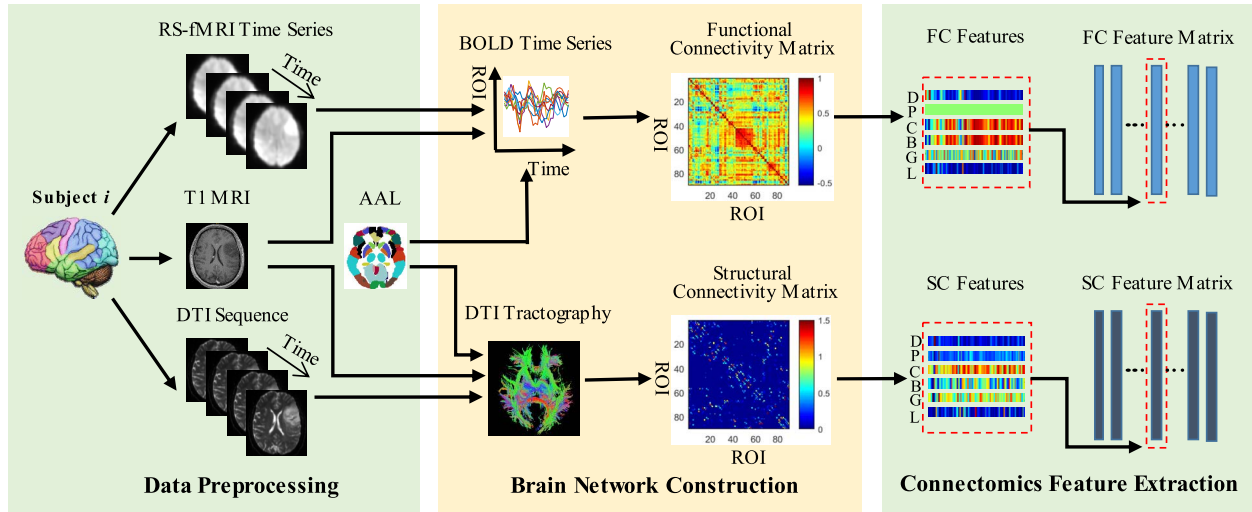 RS-fMRI Time Series
Time
Subject i
T1 MRI
AAL
DTI Sequence
Time
Data Preprocessing
BOLD Time Series
ROI
Time
Functional
Connectivity Matrix
20
40
60
80
20 40 60 80
1
0.5
0
-0.5
ROI
ROI
DTI Tractography
Structural
Connectivity Matrix
20
40
60
80
20 40 60 80
1.5
1
0.5
0
ROI
ROI
Brain Network Construction
FC Features
D
P
C
B
G
L
FC Feature Matrix
SC Features
D
P
C
B
G
L
SC Feature Matrix
Connectomics Feature Extraction